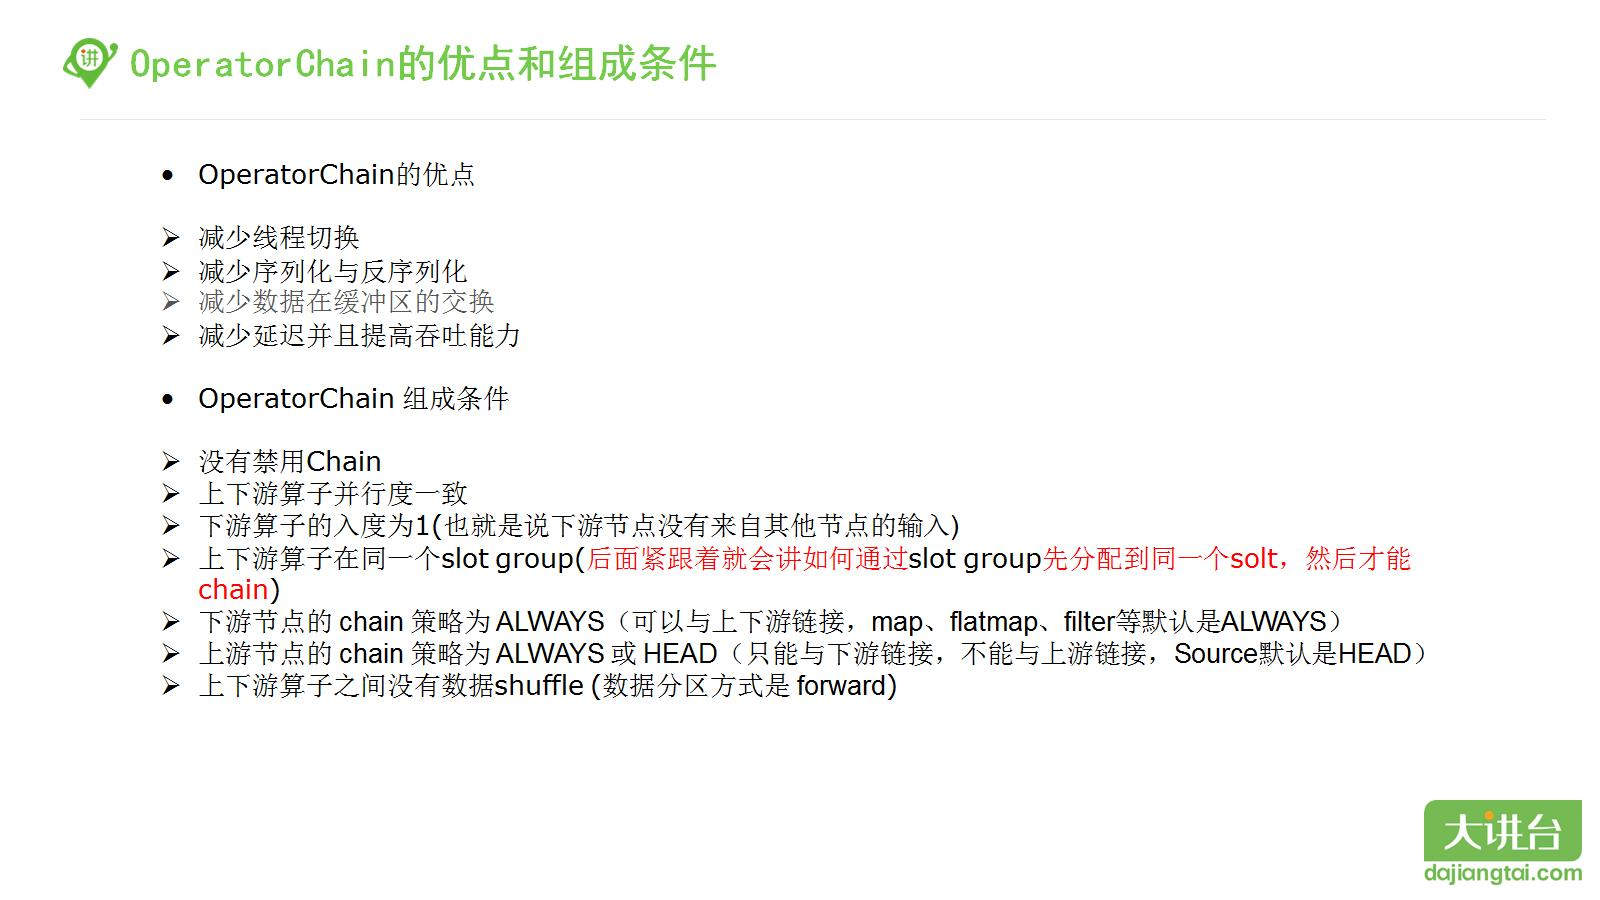 讲
OperatorChain的优点和组成条件
• OperatorChain的优点
➢ 减少线程切换
➢ 减少序列化与反序列化
➢ 减少数据在缓冲区的交换
➢ 减少延迟并且提高吞吐能力
• OperatorChain 组成条件
➢ 没有禁用Chain
➢ 上下游算子并行度一致
➢ 下游算子的入度为1(也就是说下游节点没有来自其他节点的输入)
➢ 上下游算子在同一个slot group(后面紧跟着就会讲如何通过slot group先分配到同一个solt，然后才能
chain)
➢ 下游节点的 chain 策略为 ALWAYS（可以与上下游链接，map、flatmap、filter等默认是ALWAYS）
➢ 上游节点的 chain 策略为 ALWAYS 或 HEAD（只能与下游链接，不能与上游链接，Source默认是HEAD）
➢ 上下游算子之间没有数据shuffle (数据分区方式是 forward)
大讲台
dajiangtai.com